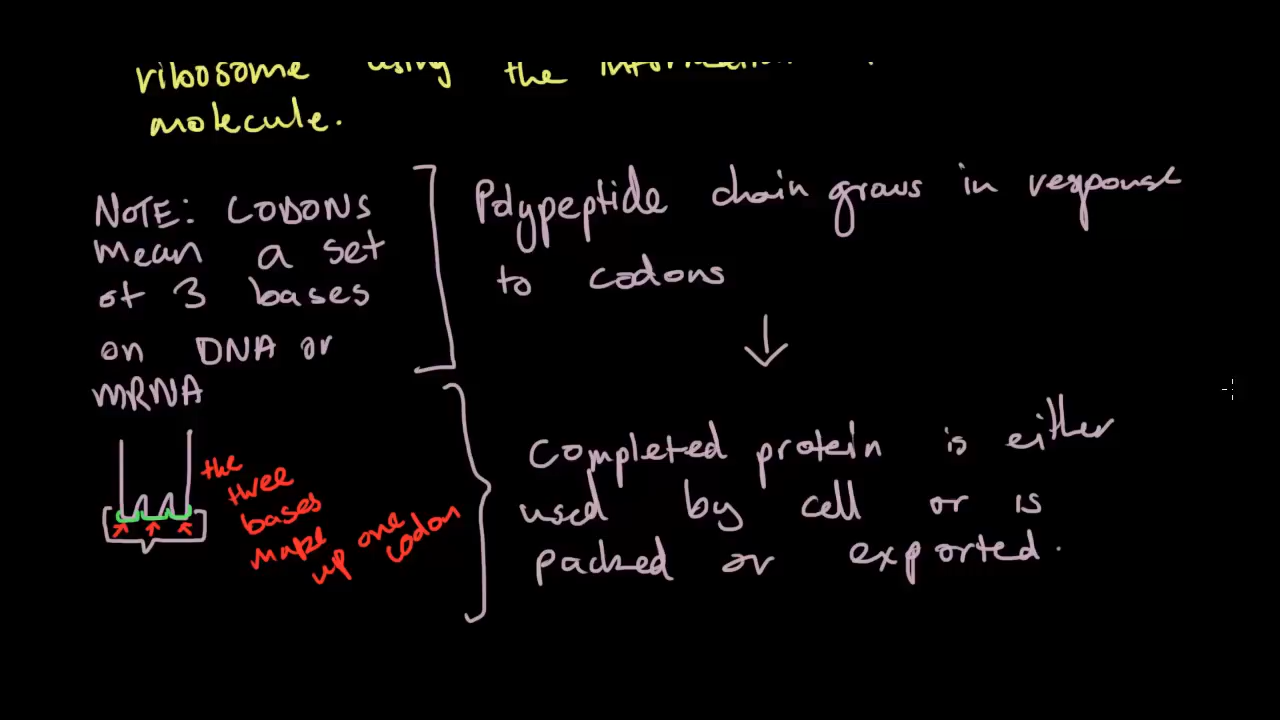 ribosome using the information
molecule.
NOTE: CODONS
mean a set
of 3 bases
on DNA or
mRNA
the
three
bases
make
up one
codon
Polypeptide chain grows in response
to codons
Completed protein is either
used by cell or is
packed or exported.